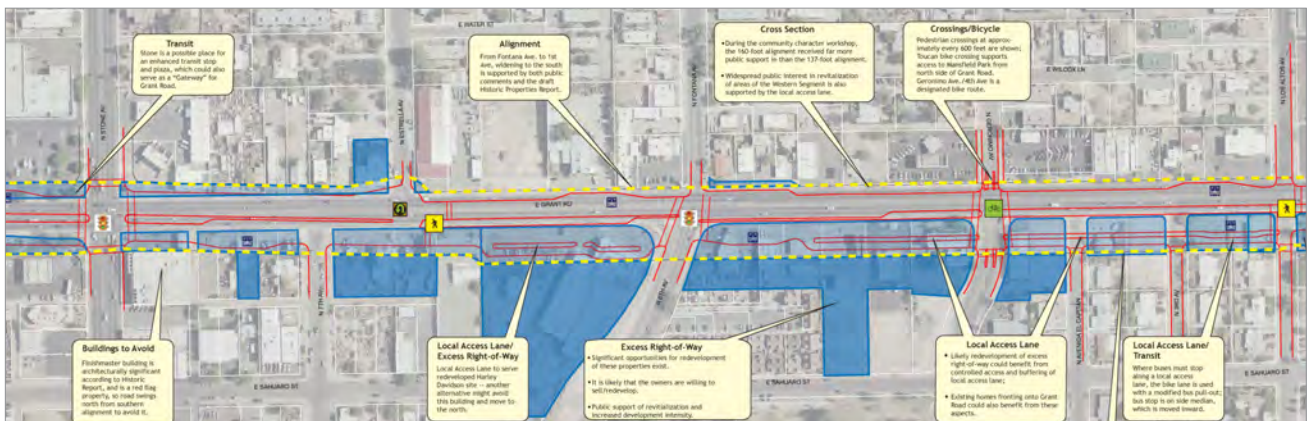 E WATER ST
Transit
Stone is a possible place for
an enhanced transit stop
and plaza, which could also
serve as a "Gateway" for
Grant Road.
Alignment
From Fontana Ave. to 1st
Ave, widening to the south
is supported by both public
comments and the draft
Historic Properties Report.
Cross Section
•During the community character workshop,
the 160-foot alignment received far more
public support in than the 137-foot alignment.
•Widespread public interest in revitalization
of areas of the Western Segment is also
supported by the local access lane.
Crossings/Bicycle
Pedestrian crossings at approx-
imately every 600 feet are shown;
Toucan bike crossing supports
access to Mansfield Park from
north side of Grant Road.
Geronimo Ave./4th Ave is a
designated bike route.
E WILCOX LN
N STONE AV
N ESTRELLA AV
N FONTANA AV
N LOS ALTOS AV
E GRANT RD
N 7TH AV
N 6TH AV
N 3RD AV
Buildings to Avoid
building is
architecturally significant
according to Historic
Report, and is a red flag
property, so road swings
north from southern
alignment to avoid it.
E SAHUARO ST
Local Access Lane/
Excess Right-of-Way
Local Access Lane to serve
redeveloped Harley
Davidson site -- another
alternative might avoid
this building and move to
the north.
Excess Right-of-Way
• Significant opportunities for redevelopment
of these properties exist.
• It is likely that the owners are willing to
sell/redevelop.
• Public support of revitalization and
increased development intensity.
E SAHUARO ST
Local Access Lane
• Likely redevelopment of excess
right-of-way could benefit from
controlled access and buffering of
local access lane;
• Existing homes fronting onto Grant
Road could also benefit from these
aspects.
Local Access Lane/
Transit
Where buses must stop
along a local access
lane, the bike lane is used
with a modified bus pull-out;
bus stop is on side median,
which is moved inward.
E SAHUARO ST